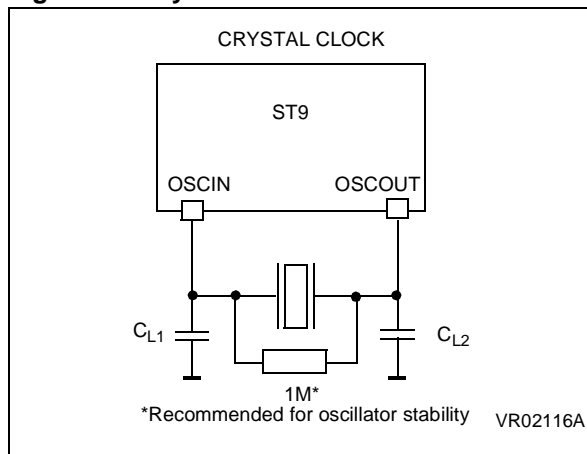 CRYSTAL CLOCK
ST9
OSCIN OSCOUT
CL1 CL2
1M*
*Recommended for oscillator stability VR02116A